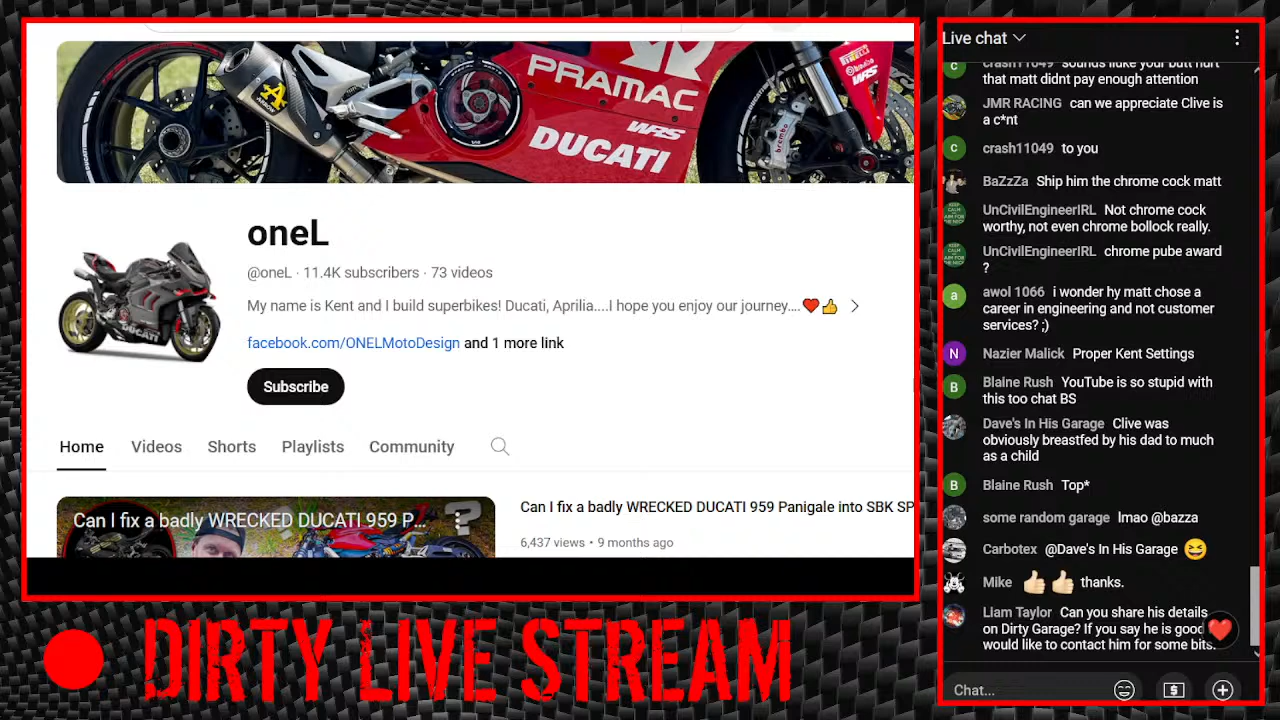 PRAMAC
WRS
DUCATI
ARROW
brembo
WRS
oneL
@oneL · 11.4K subscribers · 73 videos
My name is Kent and I build superbikes! Ducati, Aprilia....I hope you enjoy our journey....❤️👍
facebook.com/ONELMotoDesign and 1 more link
Subscribe
Home Videos Shorts Playlists Community
Can I fix a badly WRECKED DUCATI 959 P...
Can I fix a badly WRECKED DUCATI 959 Panigale into SBK SP
6,437 views • 9 months ago
DIRTY LIVE STREAM
Live chat
crash11049 sounds like your butt hurt
that matt didnt pay enough attention
JMR RACING can we appreciate Clive is
a c*nt
crash11049 to you
BaZzZa Ship him the chrome cock matt
UnCivilEngineerIRL Not chrome cock
worthy, not even chrome bollock really.
UnCivilEngineerIRL chrome pube award
?
awol 1066 i wonder hy matt chose a
career in engineering and not customer
services? ;)
Nazier Malick Proper Kent Settings
Blaine Rush YouTube is so stupid with
this too chat BS
Dave's In His Garage Clive was
obviously breastfed by his dad to much
as a child
Blaine Rush Top*
some random garage lmao @bazza
Carbotex @Dave's In His Garage 😆
Mike 👍🏻👍🏻 thanks.
Liam Taylor Can you share his details
on Dirty Garage? If you say he is good
would like to contact him for some bits.
Chat...